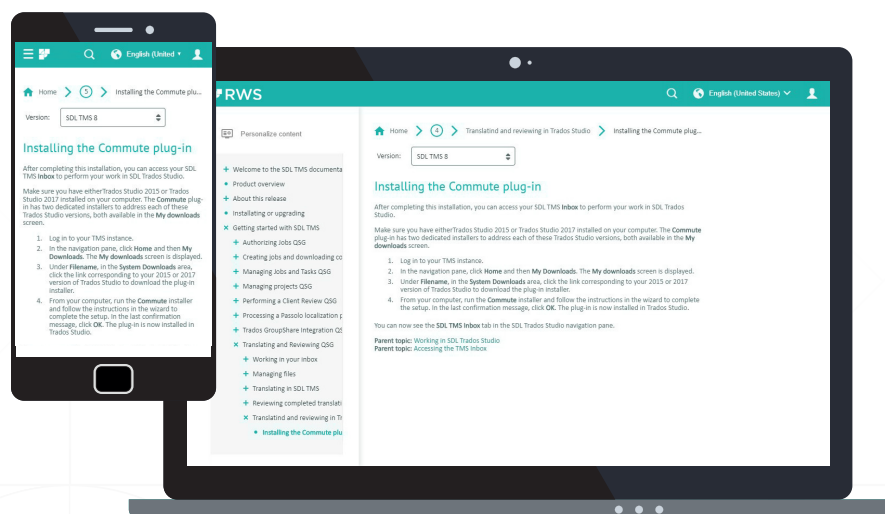 English (United
Home 5 Installing the Commute plu...
Version: SDL TMS 8
Installing the Commute plug-in
After completing this installation, you can access your SDL
TMS Inbox to perform your work in SDL Trados Studio.
Make sure you have eitherTrados Studio 2015 or Trados
Studio 2017 installed on your computer. The Commute plug-
in has two dedicated installers to address each of these
Trados Studio versions, both available in the My downloads
screen.
1. Log in to your TMS instance.
2. In the navigation pane, click Home and then My
Downloads. The My downloads screen is displayed.
3. Under Filename, in the System Downloads area,
click the link corresponding to your 2015 or 2017
version of Trados Studio to download the plug-in
installer.
4. From your computer, run the Commute installer
and follow the instructions in the wizard to
complete the setup. In the last confirmation
message, click OK. The plug-in is now installed in
Trados Studio.
RWS
English (United States)
Personalize content
Welcome to the SDL TMS documenta
Product overview
About this release
Installating or upgrading
Getting started with SDL TMS
Authorizing Jobs QSG
Creating jobs and downloading co
Managing Jobs and Tasks QSG
Managing projects QSG
Performing a Client Review QSG
Processing a Passolo localization p
Trados GroupShare Integration QS
Translating and Reviewing QSG
Working in your inbox
Managing files
Translating in SDL TMS
Reviewing completed translati
Translatind and reviewing in Tr
Installing the Commute plu
Home 4 Translatind and reviewing in Trados Studio Installing the Commute plug...
Version: SDL TMS 8
Installing the Commute plug-in
After completing this installation, you can access your SDL TMS Inbox to perform your work in SDL Trados
Studio.
Make sure you have eitherTrados Studio 2015 or Trados Studio 2017 installed on your computer. The Commute
plug-in has two dedicated installers to address each of these Trados Studio versions, both available in the My
downloads screen.
1. Log in to your TMS instance.
2. In the navigation pane, click Home and then My Downloads. The My downloads screen is displayed.
3. Under Filename, in the System Downloads area, click the link corresponding to your 2015 or 2017
version of Trados Studio to download the plug-in installer.
4. From your computer, run the Commute installer and follow the instructions in the wizard to complete
the setup. In the last confirmation message, click OK. The plug-in is now installed in Trados Studio.
You can now see the SDL TMS Inbox tab in the SDL Trados Studio navigation pane.
Parent topic: Working in SDL Trados Studio
Parent topic: Accessing the TMS Inbox